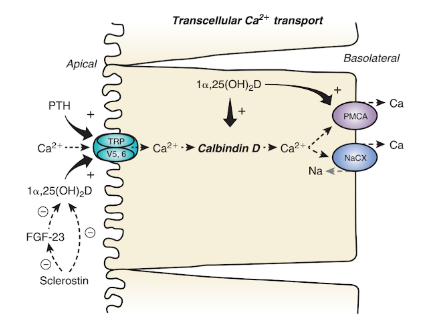 Transcellular Ca²⁺ transport
Apical
Basolateral
1α,25(OH)₂D
+
+
PTH
+
Ca²⁺
TRP
V5, 6
Ca²⁺
Calbindin D
Ca²⁺
PMCA
Ca
NaCX
Ca
Na
+
1α,25(OH)₂D
−
−
FGF-23
−
Sclerostin